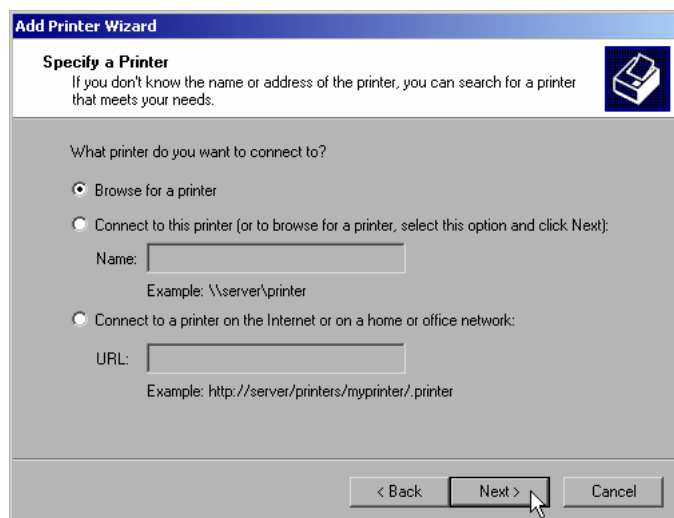 Add Printer Wizard
Specify a Printer
If you don't know the name or address of the printer, you can search for a printer
that meets your needs.
What printer do you want to connect to?
Browse for a printer
Connect to this printer (or to browse for a printer, select this option and click Next):
Name:
Example: \\server\printer
Connect to a printer on the Internet or on a home or office network:
URL:
Example: http://server/printers/myprinter/.printer
< Back Next > Cancel